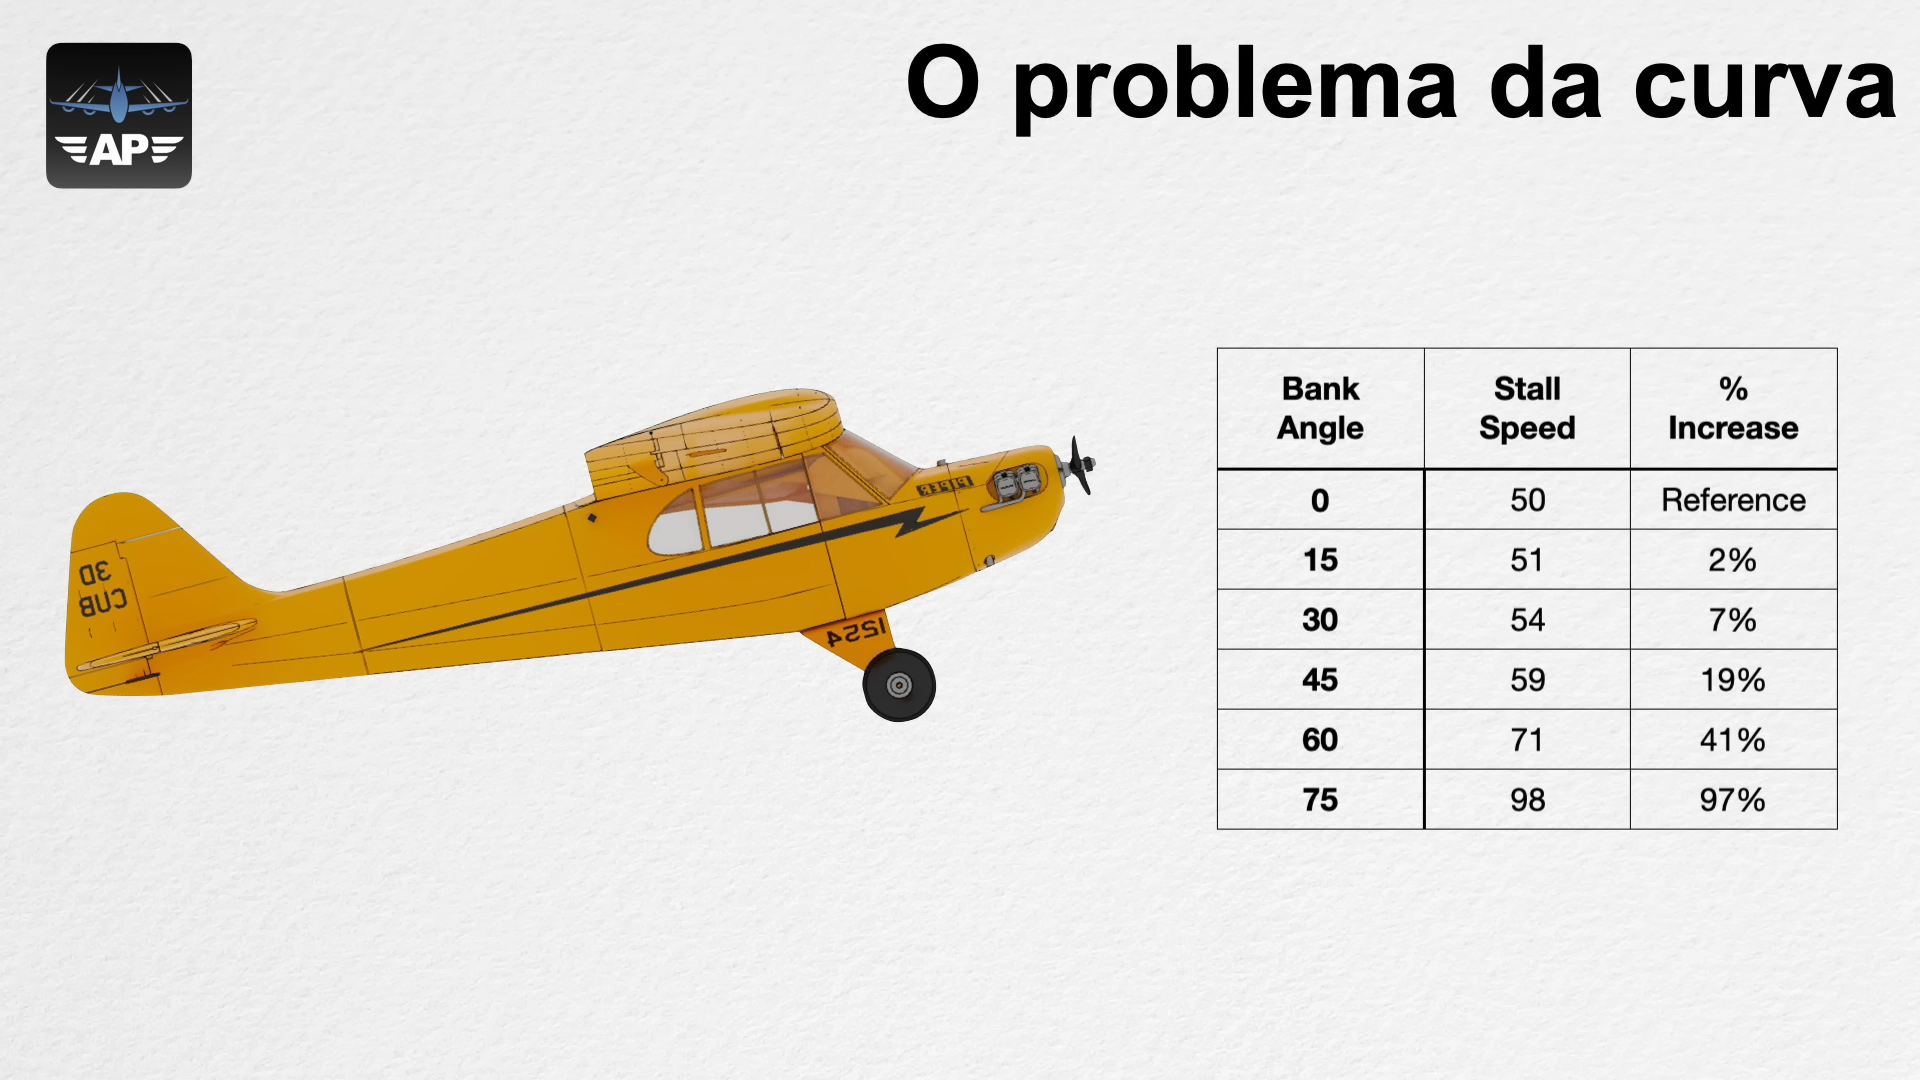 O problema da curva
AP
Bank Angle	Stall Speed	% Increase
0	50	Reference
15	51	2%
30	54	7%
45	59	19%
60	71	41%
75	98	97%
PIPER
3D
CUB
1254